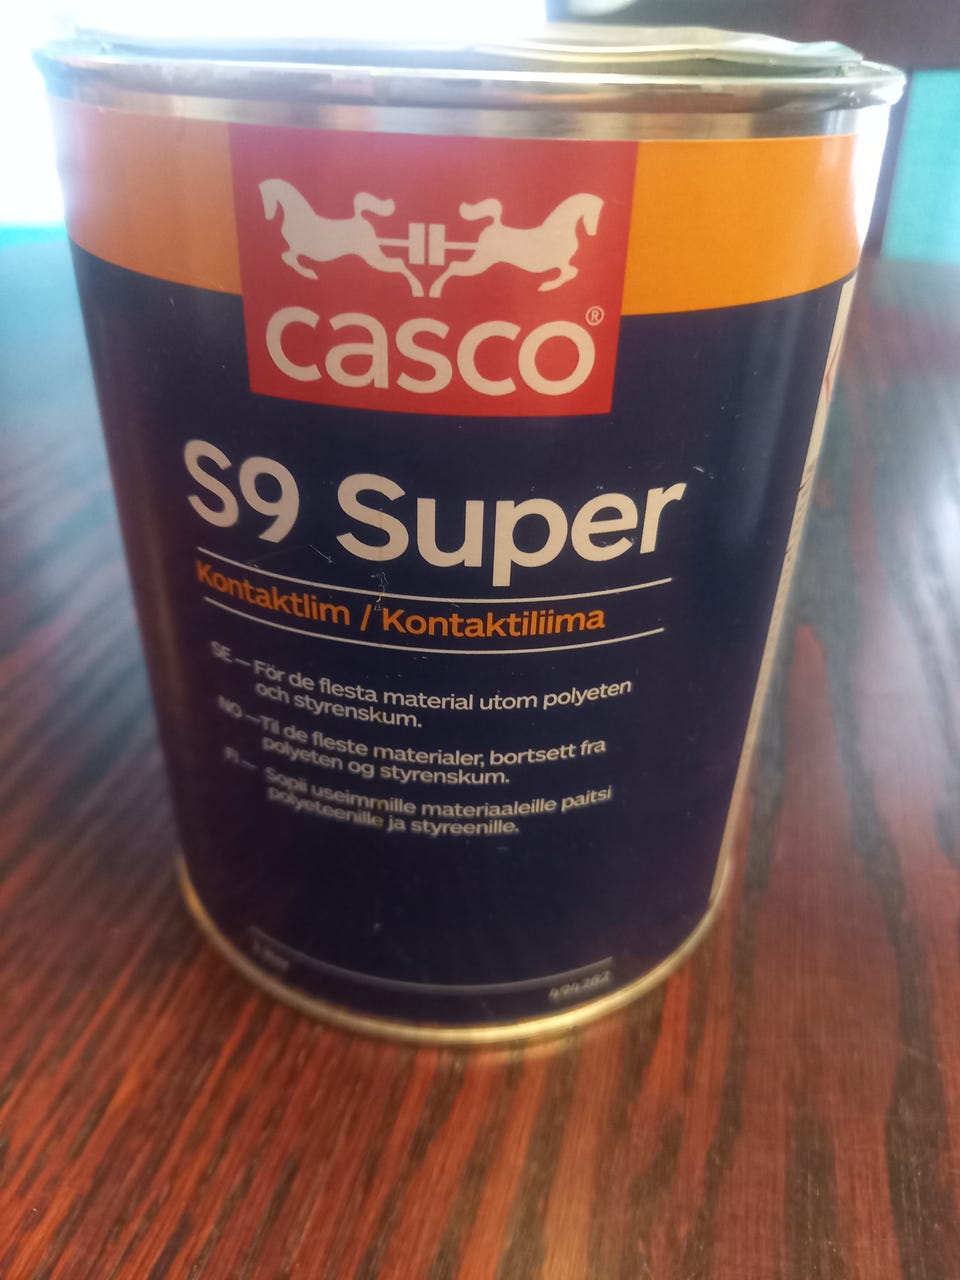 casco®
S9 Super
Kontaktlim / Kontaktiliima
SE – För de flesta material utom polyeten
och styrenskum.
NO – Til de fleste materialer, bortsett fra
polyeten og styrenskum.
FI – Sopii useimmille materiaaleille paitsi
polyeteenille ja styreenille.
494282